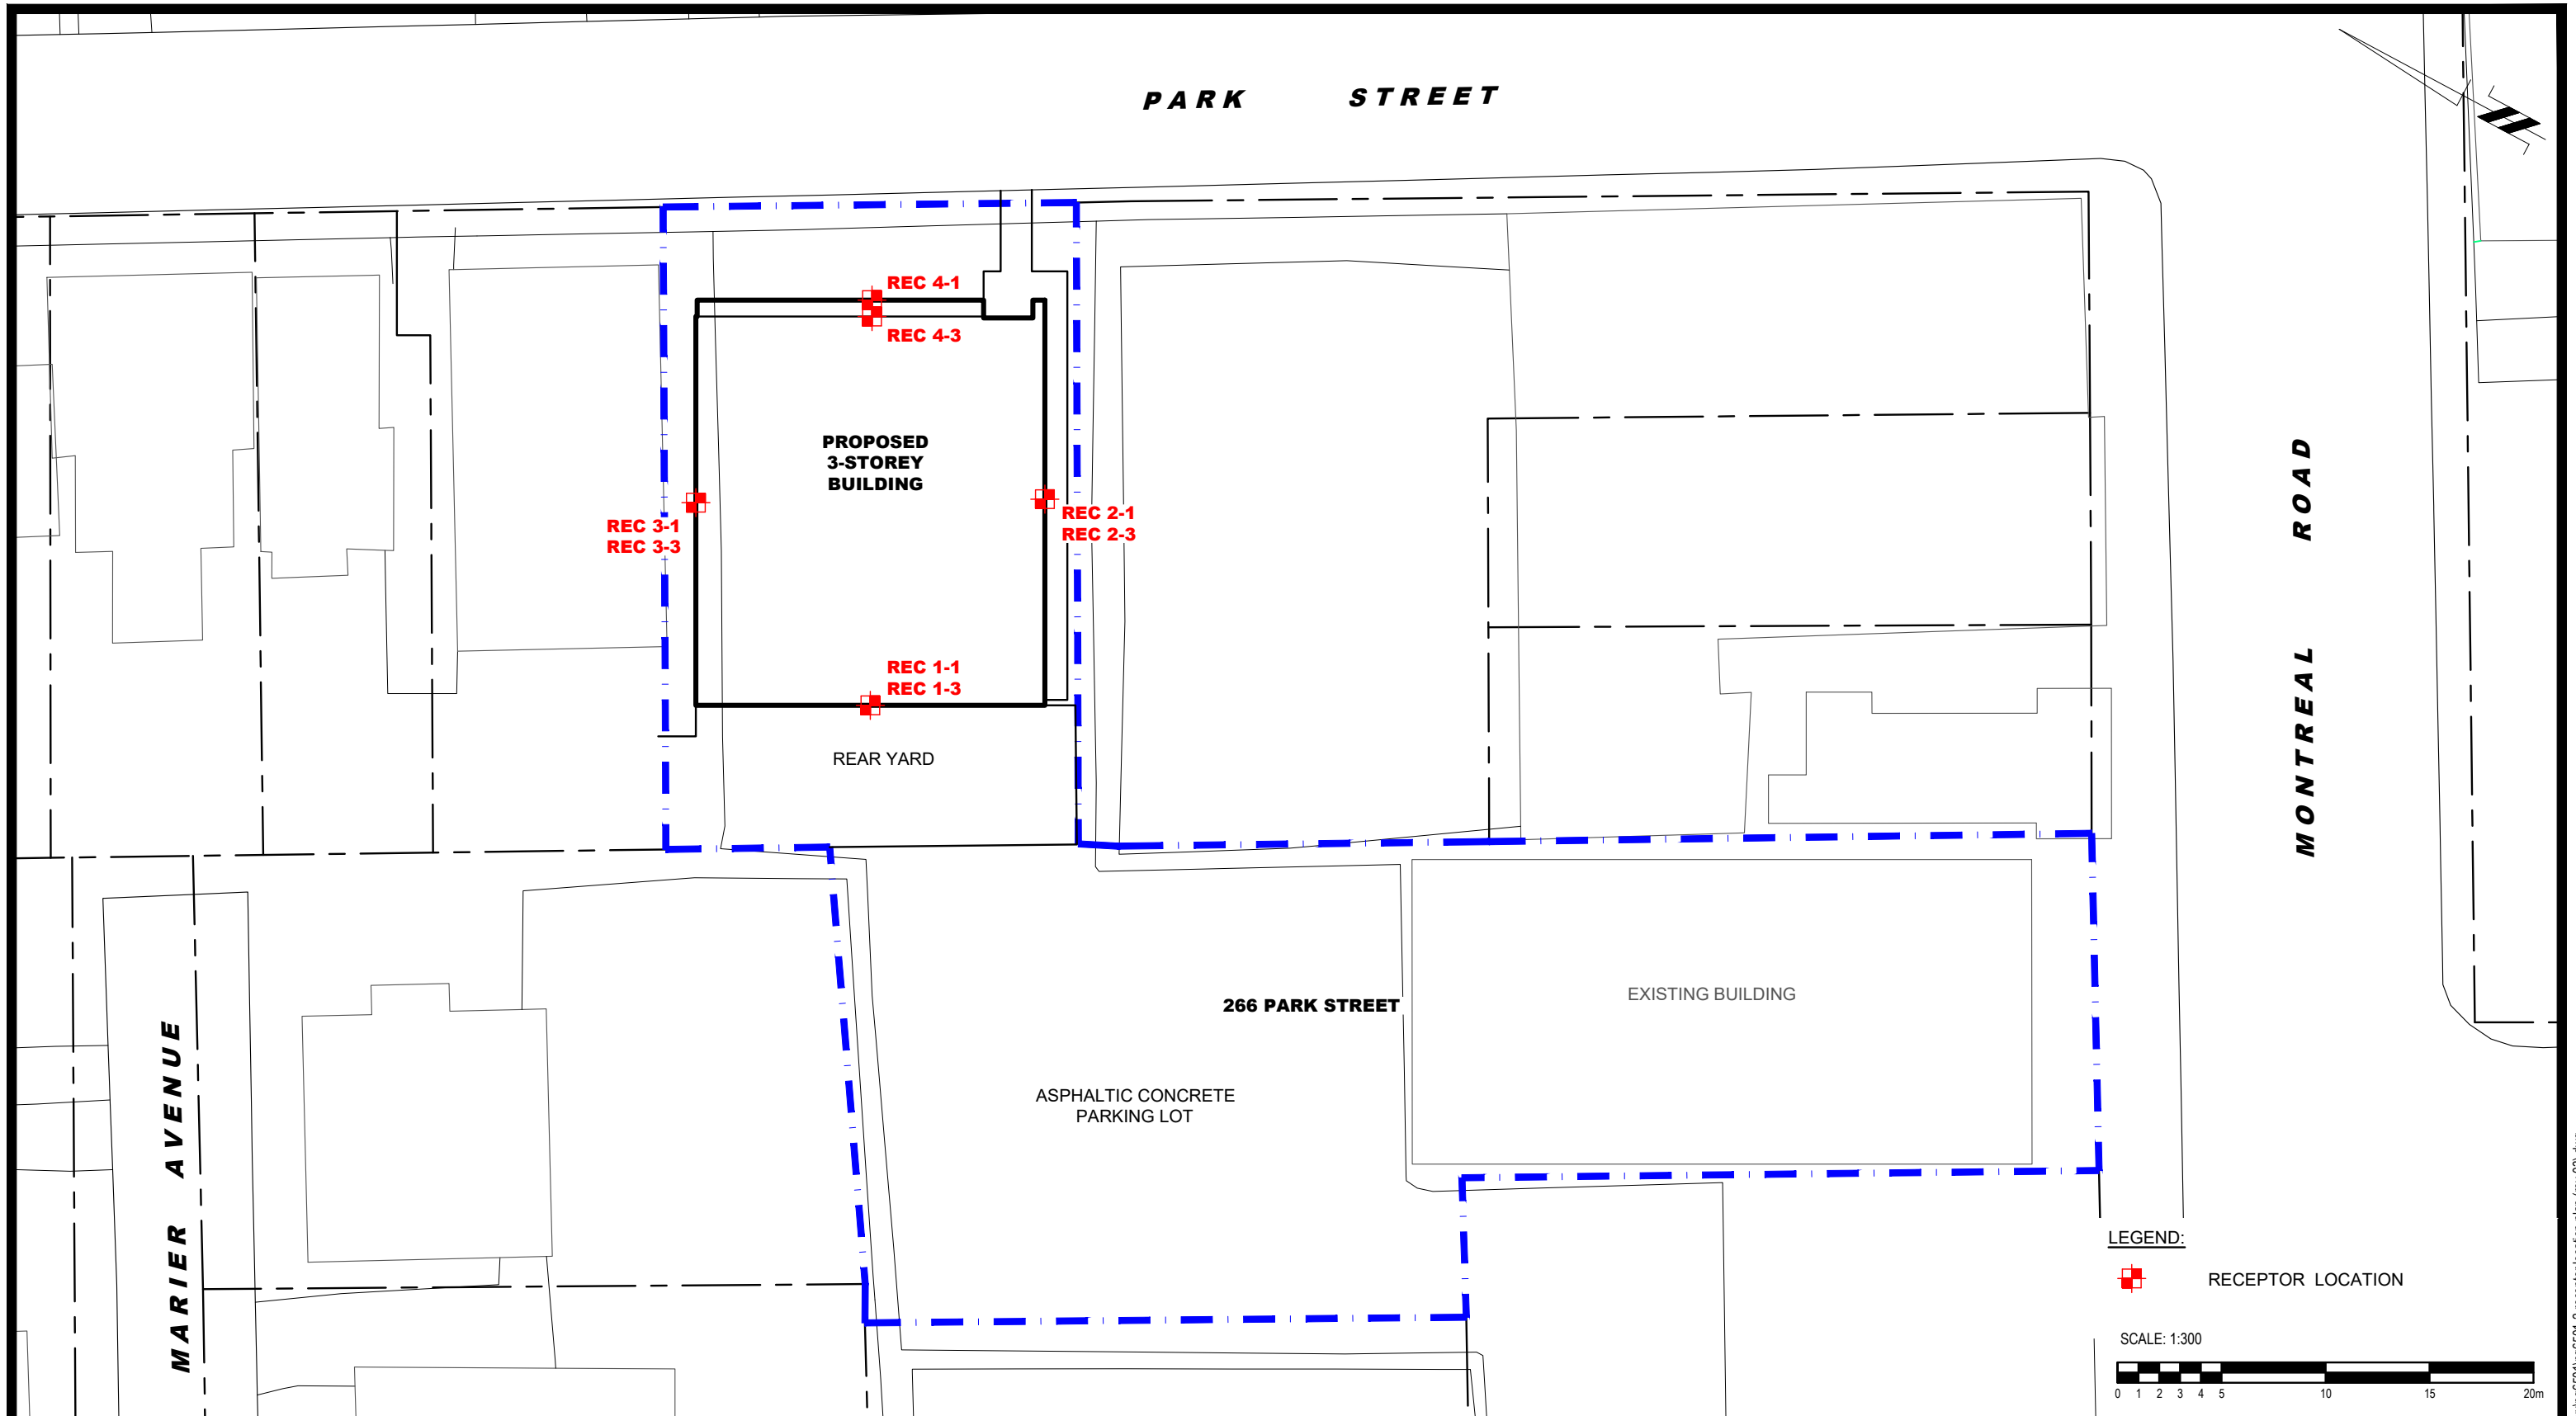 PARK STREET
REC 4-1
REC 4-3
PROPOSED
3-STOREY
BUILDING
REC 3-1
REC 3-3
REC 2-1
REC 2-3
REC 1-1
REC 1-3
REAR YARD
MONTREAL ROAD
266 PARK STREET
EXISTING BUILDING
ASPHALTIC CONCRETE
PARKING LOT
MARIER AVENUE
LEGEND:
RECEPTOR LOCATION
SCALE: 1:300
0 1 2 3 4 5 10 15 20m